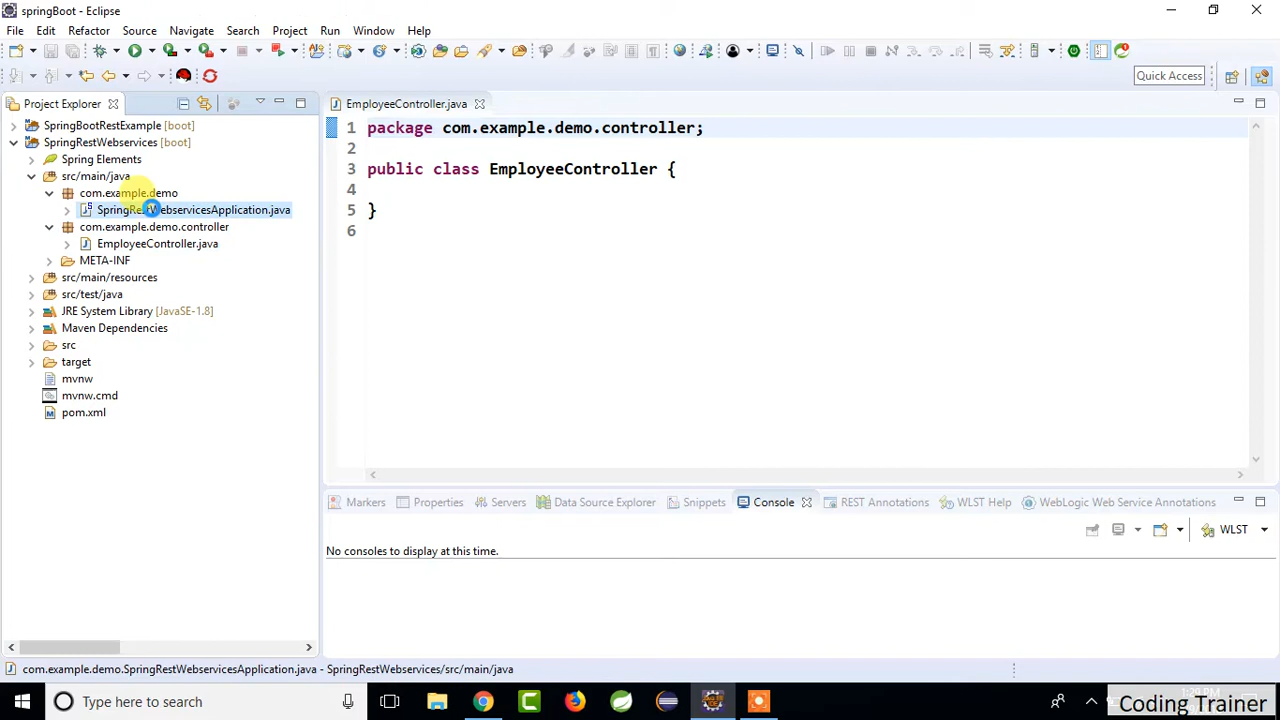 springBoot - Eclipse
File Edit Refactor Source Navigate Search Project Run Window Help
Quick Access
Project Explorer
EmployeeController.java
SpringBootRestExample [boot]
SpringRestWebservices [boot]
Spring Elements
src/main/java
com.example.demo
SpringRestWebservicesApplication.java
com.example.demo.controller
EmployeeController.java
META-INF
src/main/resources
src/test/java
JRE System Library [JavaSE-1.8]
Maven Dependencies
src
target
mvnw
mvnw.cmd
pom.xml
1 package com.example.demo.controller;
2
3 public class EmployeeController {
4
5 }
6
Markers Properties Servers Data Source Explorer Snippets Console REST Annotations WLST Help WebLogic Web Service Annotations
WLST
No consoles to display at this time.
com.example.demo.SpringRestWebservicesApplication.java - SpringRestWebservices/src/main/java
Type here to search
Coding Trainer